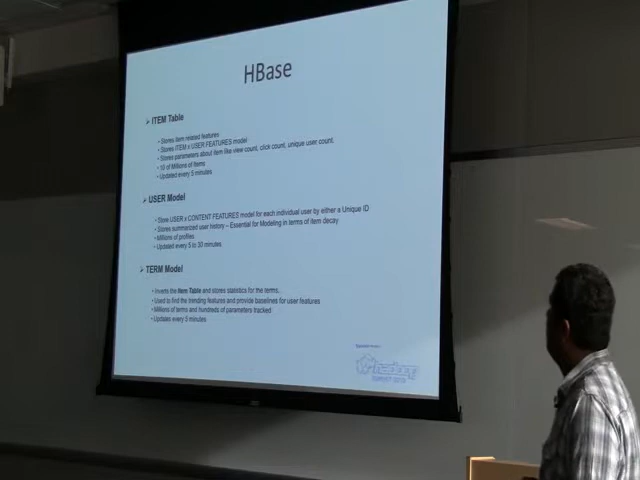 HBase
➢ ITEM Table
• Stores item related features
• Stores ITEM x USER FEATURES model
• Stores parameters about item like view count, click count, unique user count.
• 10 of Millions of Items
• Updated every 5 minutes
➢ USER Model
• Store USER x CONTENT FEATURES model for each individual user by either a Unique ID
• Stores summarized user history – Essential for Modeling in terms of item decay
• Millions of profiles
• Updated every 5 to 30 minutes
➢ TERM Model
• Inverts the Item Table and stores statistics for the terms.
• Used to find the trending features and provide baselines for user features
• Millions of terms and hundreds of parameters tracked
• Updates every 5 minutes
hadoop
SUMMIT